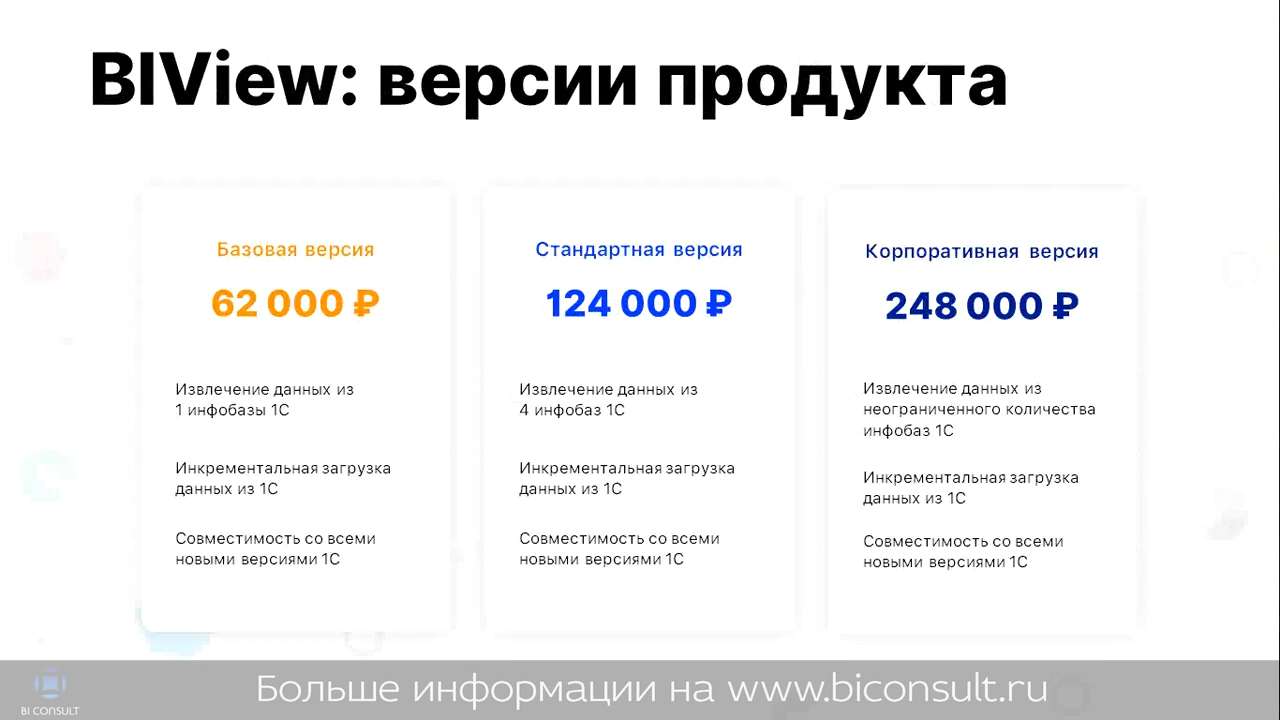 BIView: версии продукта
Базовая версия
62 000 ₽
Извлечение данных из
1 инфобазы 1С
Инкрементальная загрузка
данных из 1С
Совместимость со всеми
новыми версиями 1С
Стандартная версия
124 000 ₽
Извлечение данных из
4 инфобаз 1С
Инкрементальная загрузка
данных из 1С
Совместимость со всеми
новыми версиями 1С
Корпоративная версия
248 000 ₽
Извлечение данных из
неограниченного количества
инфобаз 1С
Инкрементальная загрузка
данных из 1С
Совместимость со всеми
новыми версиями 1С
BI CONSULT
Больше информации на www.biconsult.ru